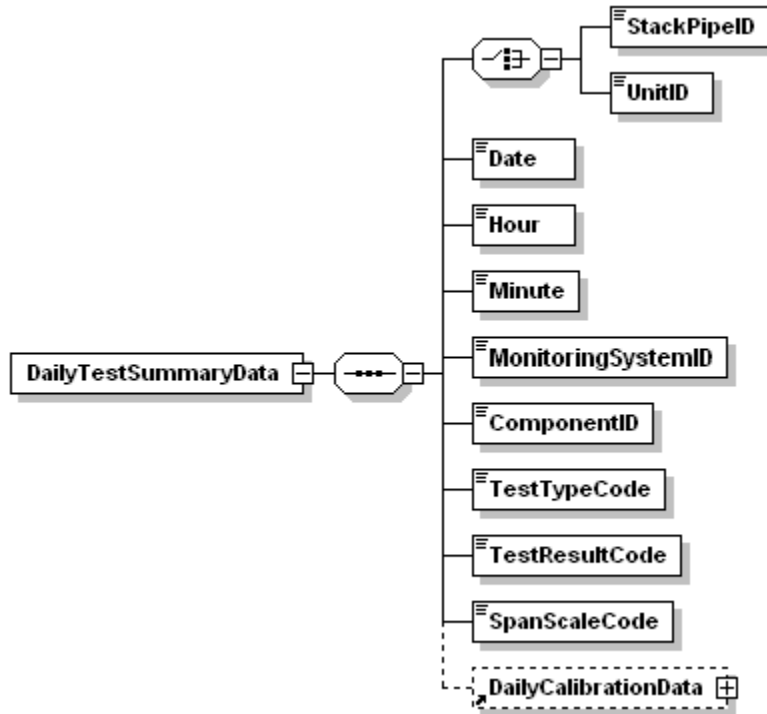 StackPipeID
UnitID
Date
Hour
Minute
DailyTestSummaryData
MonitoringSystemID
ComponentID
TestTypeCode
TestResultCode
SpanScaleCode
DailyCalibrationData